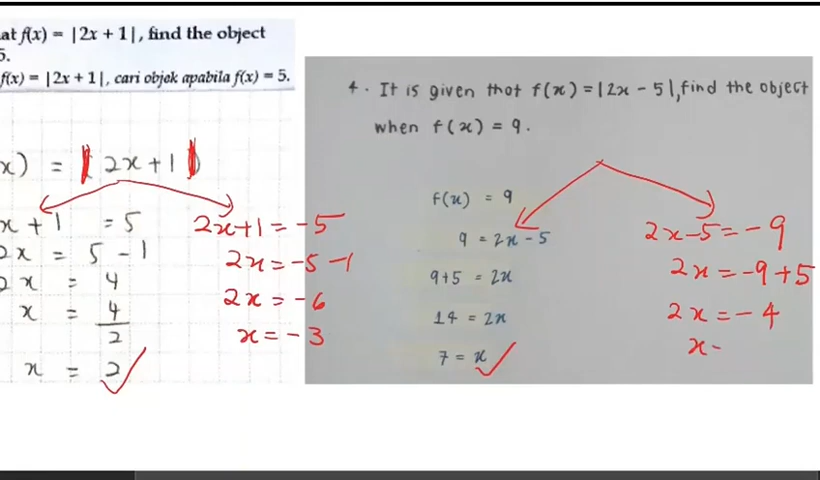 at f(x) = |2x + 1|, find the object
5.
f(x) = |2x + 1|, cari objek apabila f(x) = 5.
x) = | 2x+1 |
x + 1 = 5
2x = 5 - 1
2x = 4
x = 4/2
x = 2
2x+1 = -5
2x = -5 -1
2x = -6
x = -3
4. It is given that f(x) = |2x - 5|, find the object
when f(x) = 9.
f(x) = 9
9 = 2x - 5
9+5 = 2x
14 = 2x
7 = x
2x-5 = -9
2x = -9+5
2x = -4
x -